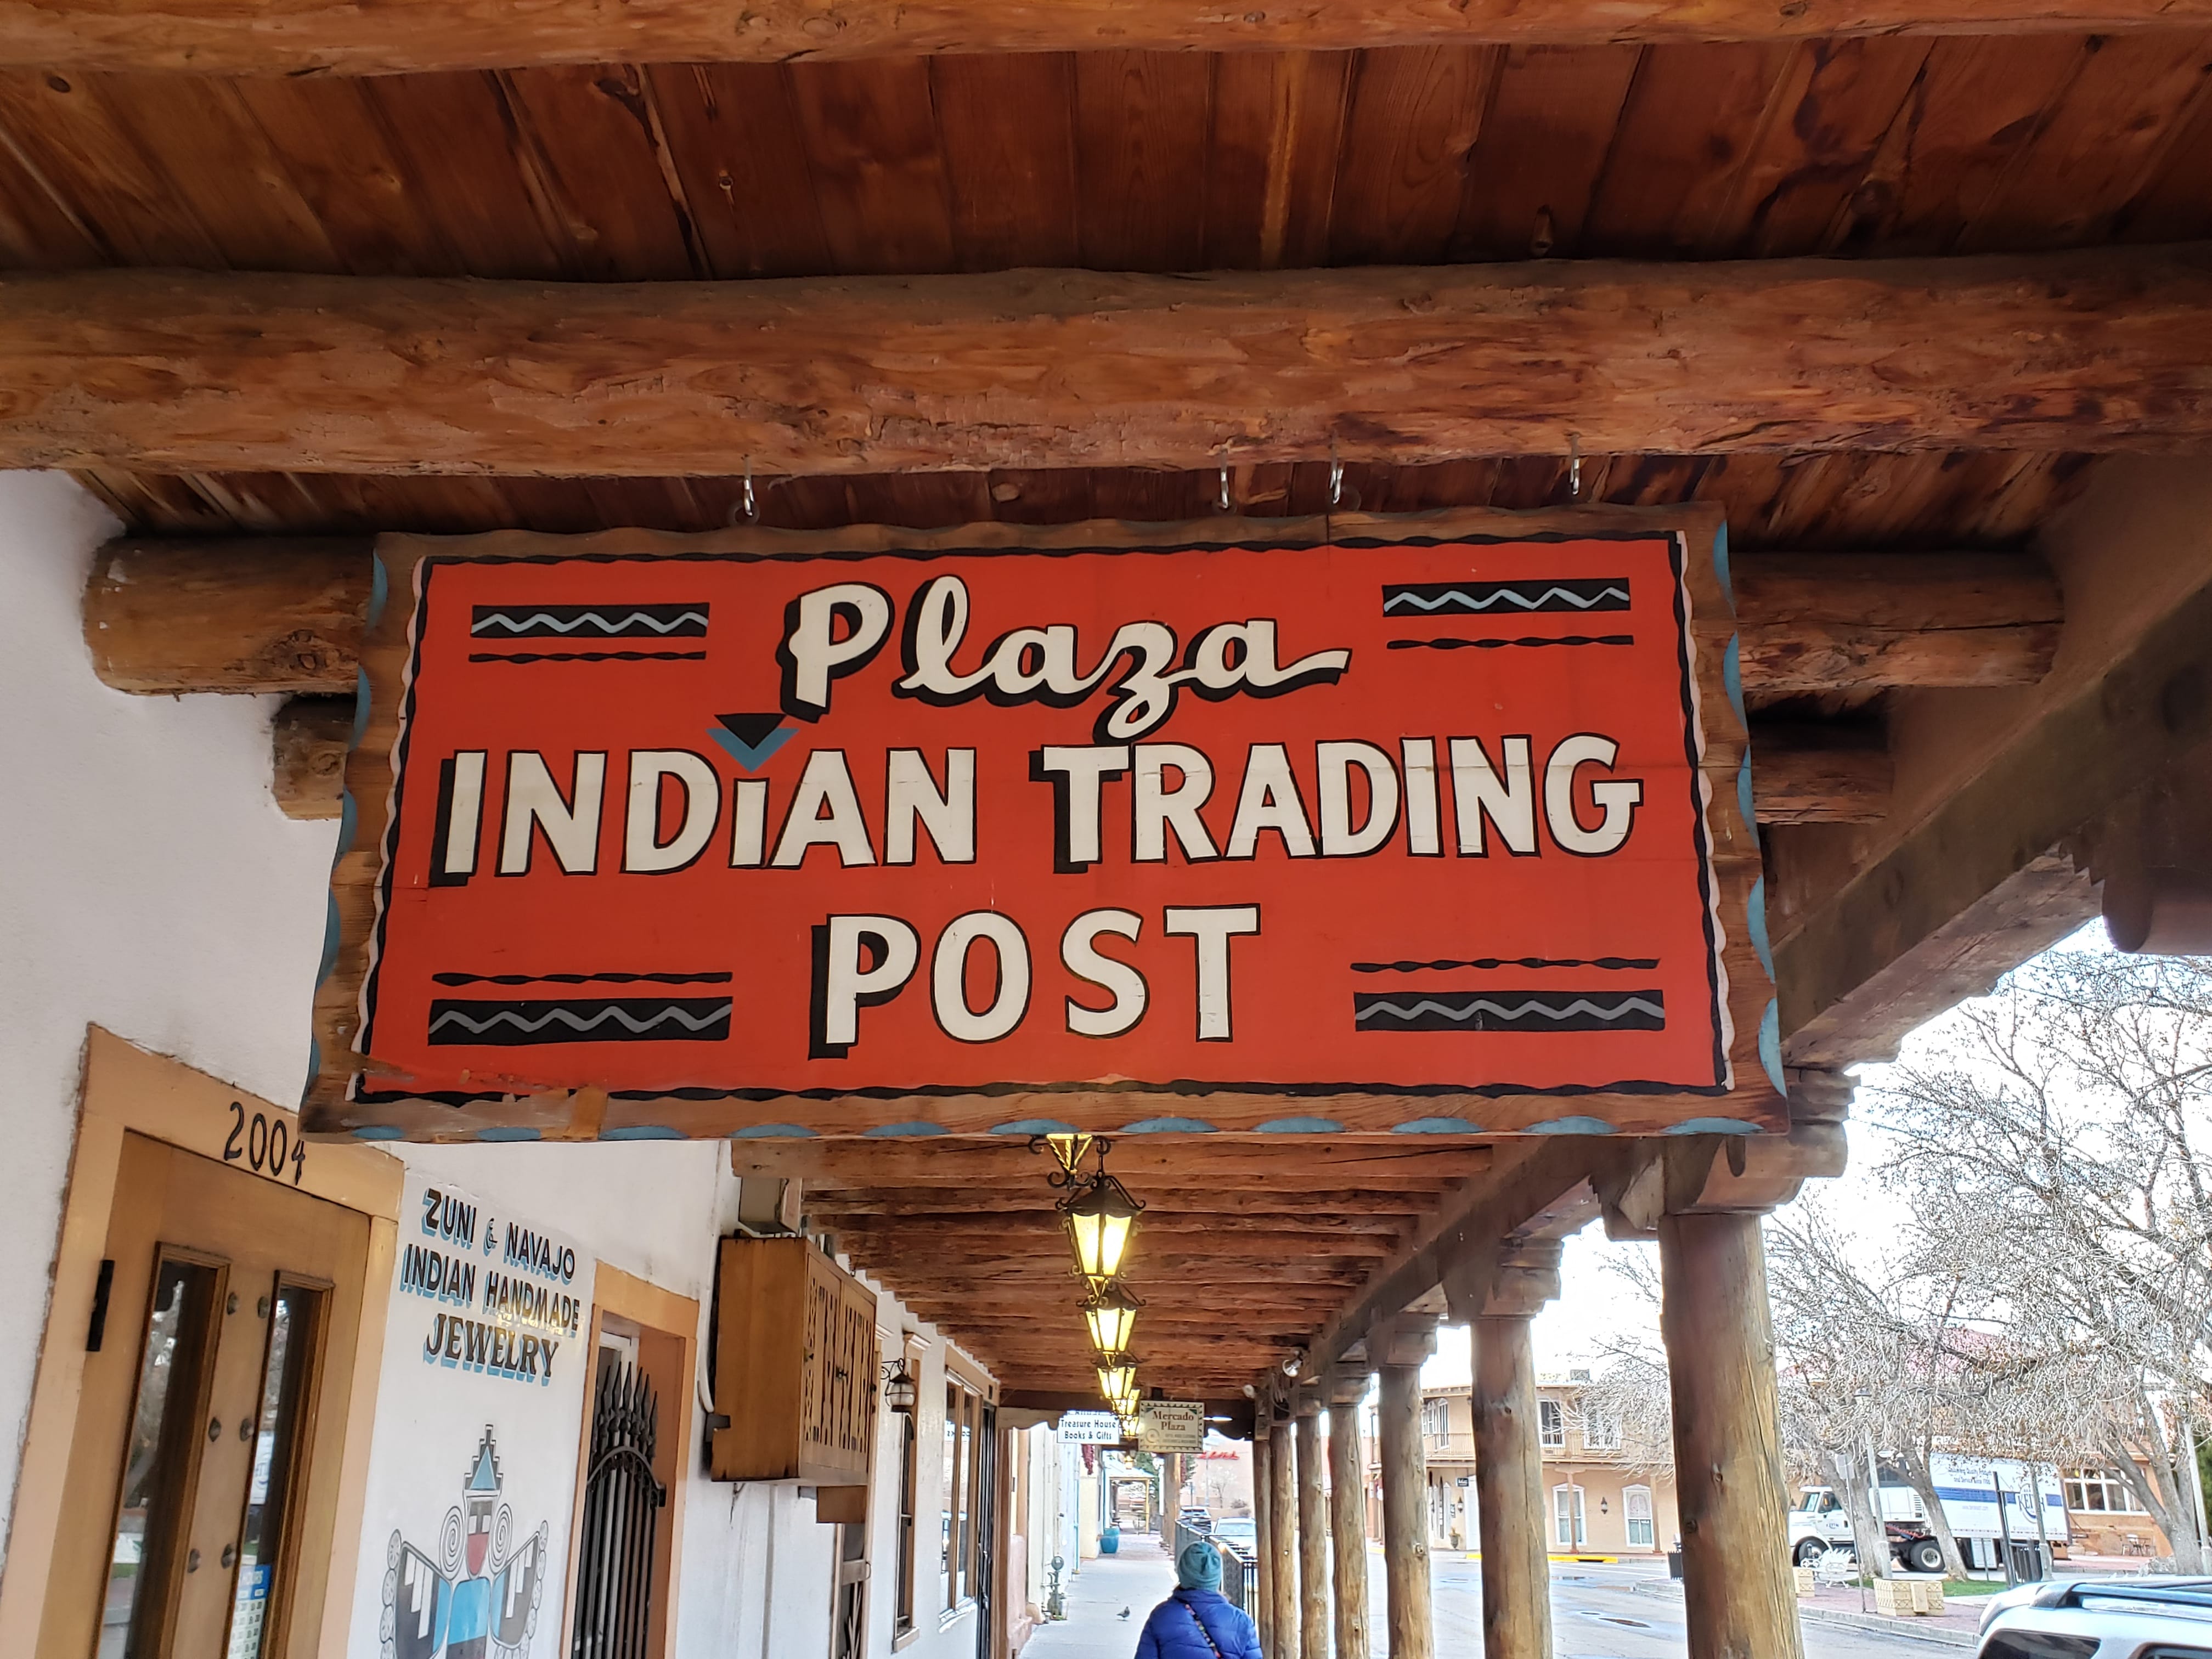 Plaza
INDiAN TRADING
POST
2004
ZUNI & NAVAJO
INDIAN HANDMADE
JEWELRY
Treasure House
Books & Gifts
Mercado
Plaza